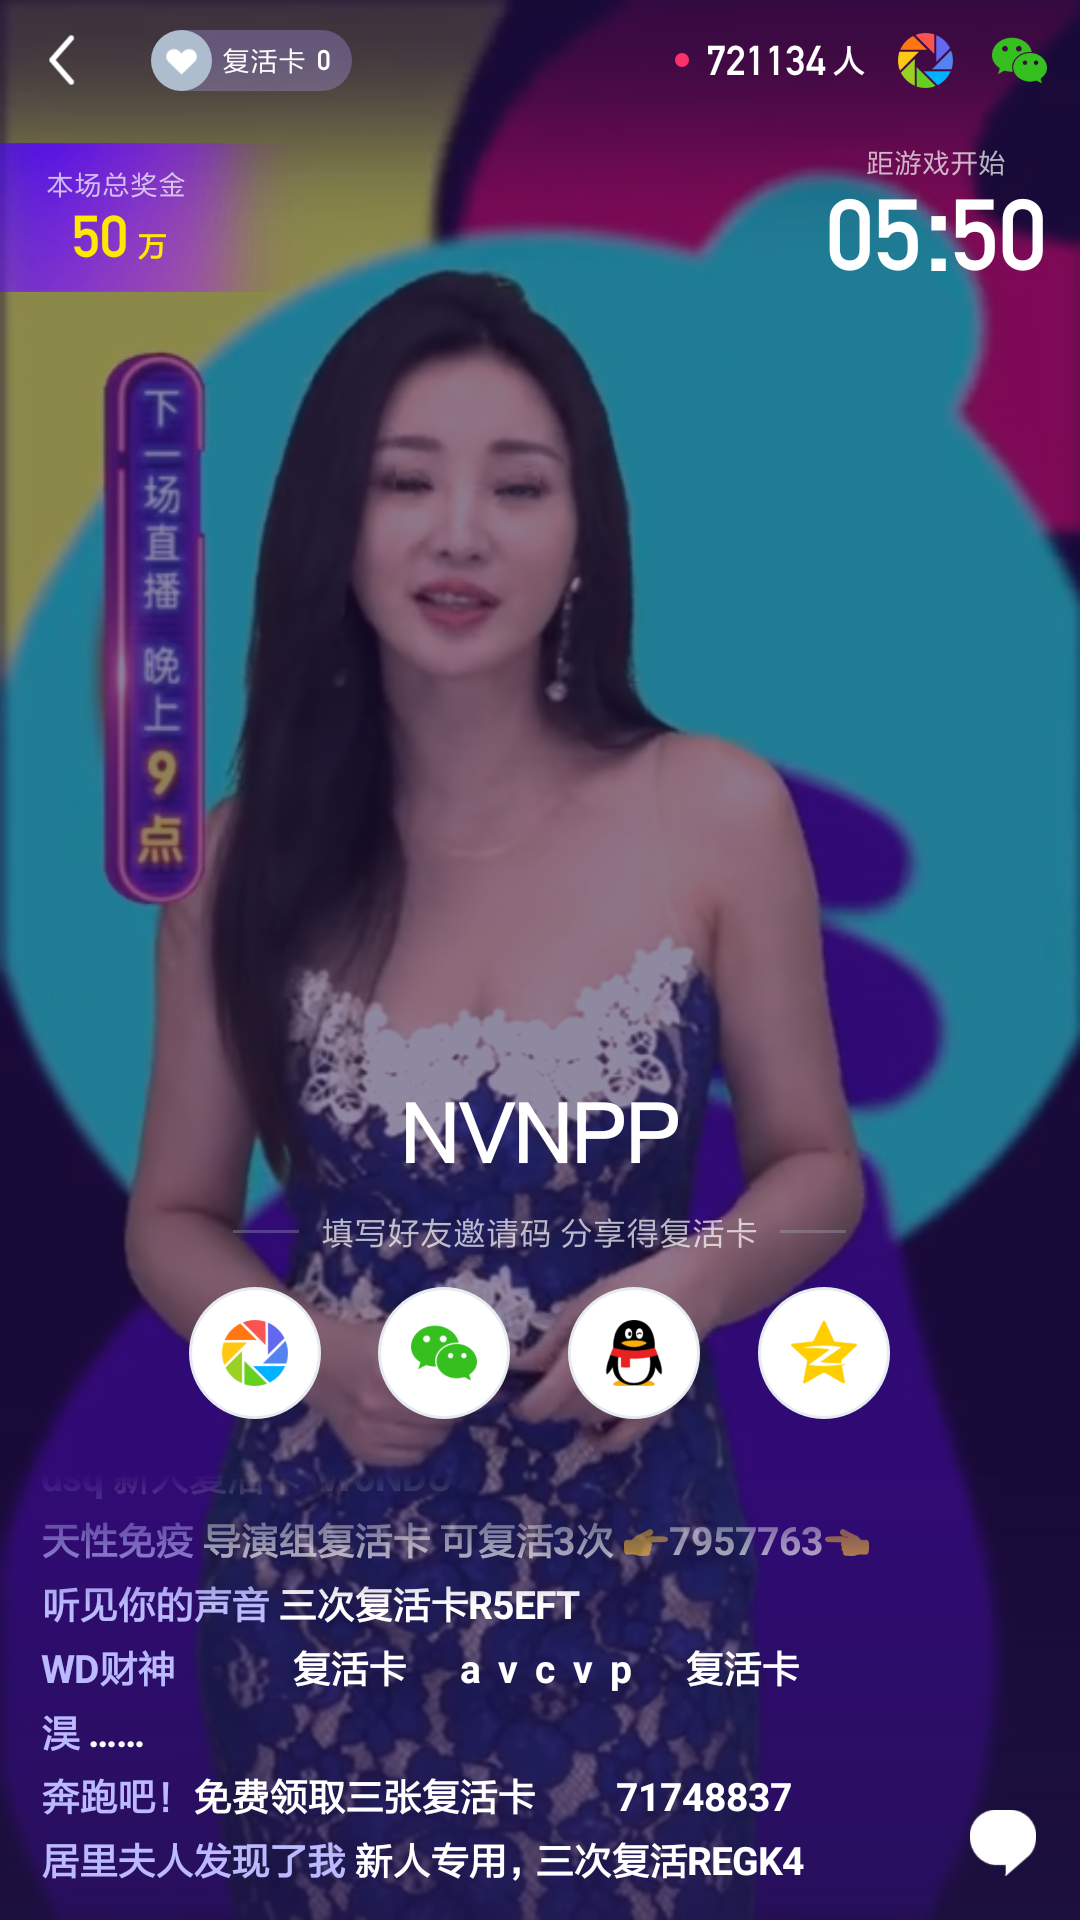 复活卡 0
721134 人
本场总奖金
50 万
距游戏开始
05:50
下一场直播 晚上9点
NVNPP
填写好友邀请码 分享得复活卡
天性免疫 导演组复活卡 可复活3次 👉7957763👈
听见你的声音 三次复活卡R5EFT
WD财神 复活卡 a v c v p 复活卡
淏 ......
奔跑吧！免费领取三张复活卡 71748837
居里夫人发现了我 新人专用，三次复活REGK4